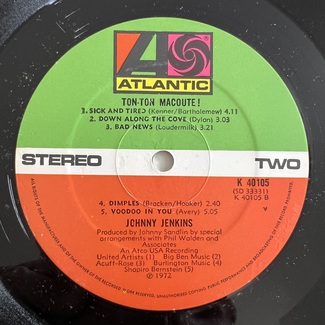 ATLANTIC
TON-TON MACOUTE!
1. SICK AND TIRED (Kenner/Bartholemew) 4.11
2. DOWN ALONG THE COVE (Dylan) 3.03
3. BAD NEWS (Loudermilk) 3.21
STEREO TWO
K 40105
(SD 33331)
K 40105 B
4. DIMPLES (Bracken/Hooker) 2.40
5. VOODOO IN YOU (Avery) 5.05
JOHNNY JENKINS
Produced by Johnny Sandlin by special
arrangements with Phil Walden and
Associates
An Atco USA Recording
United Artists (1) Big Ben Music (2)
Acuff-Rose (3) Burlington Music (4)
Shapiro Bernstein (5)
℗ 1972